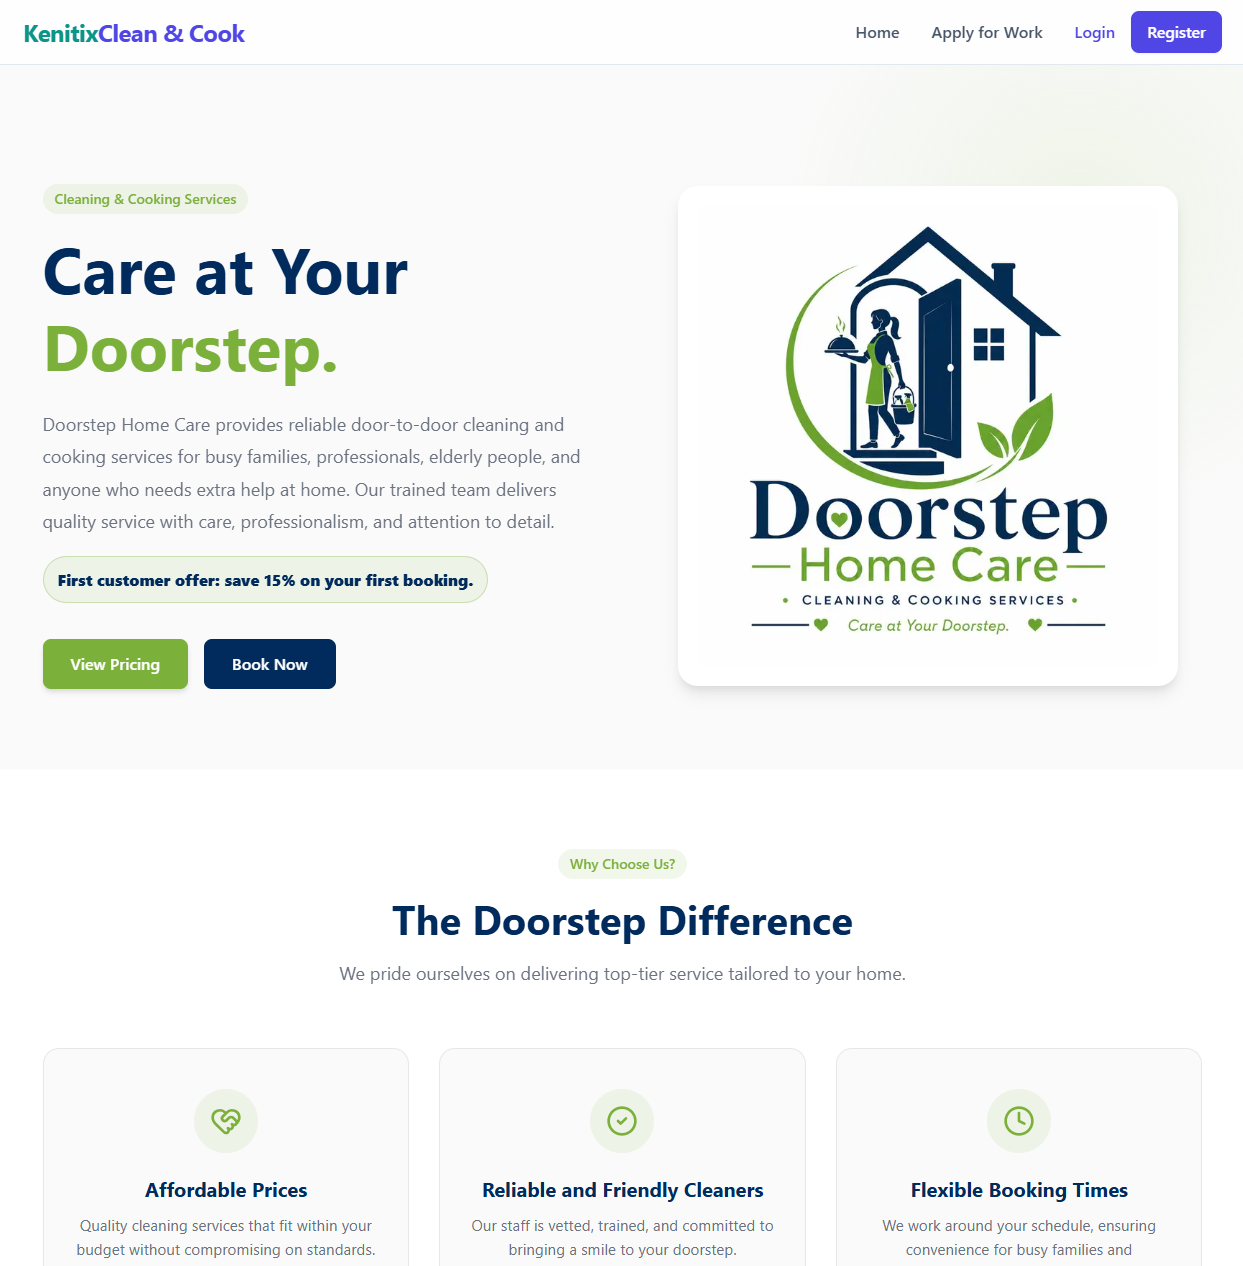 KenitixClean & Cook
Home
Apply for Work
Login
Register
Cleaning & Cooking Services
Care at Your
Doorstep.
Doorstep Home Care provides reliable door-to-door cleaning and
cooking services for busy families, professionals, elderly people, and
anyone who needs extra help at home. Our trained team delivers
quality service with care, professionalism, and attention to detail.
First customer offer: save 15% on your first booking.
View Pricing
Book Now
Doorstep
Home Care
• CLEANING & COOKING SERVICES •
Care at Your Doorstep.
Why Choose Us?
The Doorstep Difference
We pride ourselves on delivering top-tier service tailored to your home.
Affordable Prices
Quality cleaning services that fit within your
budget without compromising on standards.
Reliable and Friendly Cleaners
Our staff is vetted, trained, and committed to
bringing a smile to your doorstep.
Flexible Booking Times
We work around your schedule, ensuring
convenience for busy families and